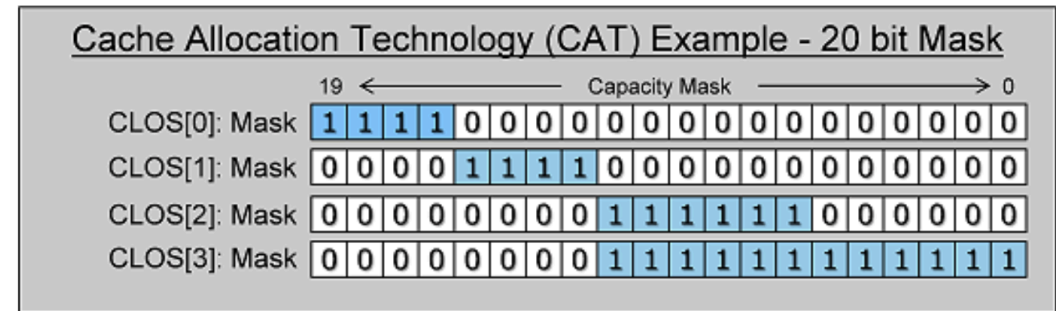 Cache Allocation Technology (CAT) Example - 20 bit Mask
19 Capacity Mask 0
CLOS[0]: Mask 1 1 1 1 0 0 0 0 0 0 0 0 0 0 0 0 0 0 0 0
CLOS[1]: Mask 0 0 0 0 1 1 1 1 0 0 0 0 0 0 0 0 0 0 0 0
CLOS[2]: Mask 0 0 0 0 0 0 0 0 1 1 1 1 1 1 0 0 0 0 0 0
CLOS[3]: Mask 0 0 0 0 0 0 0 0 1 1 1 1 1 1 1 1 1 1 1 1